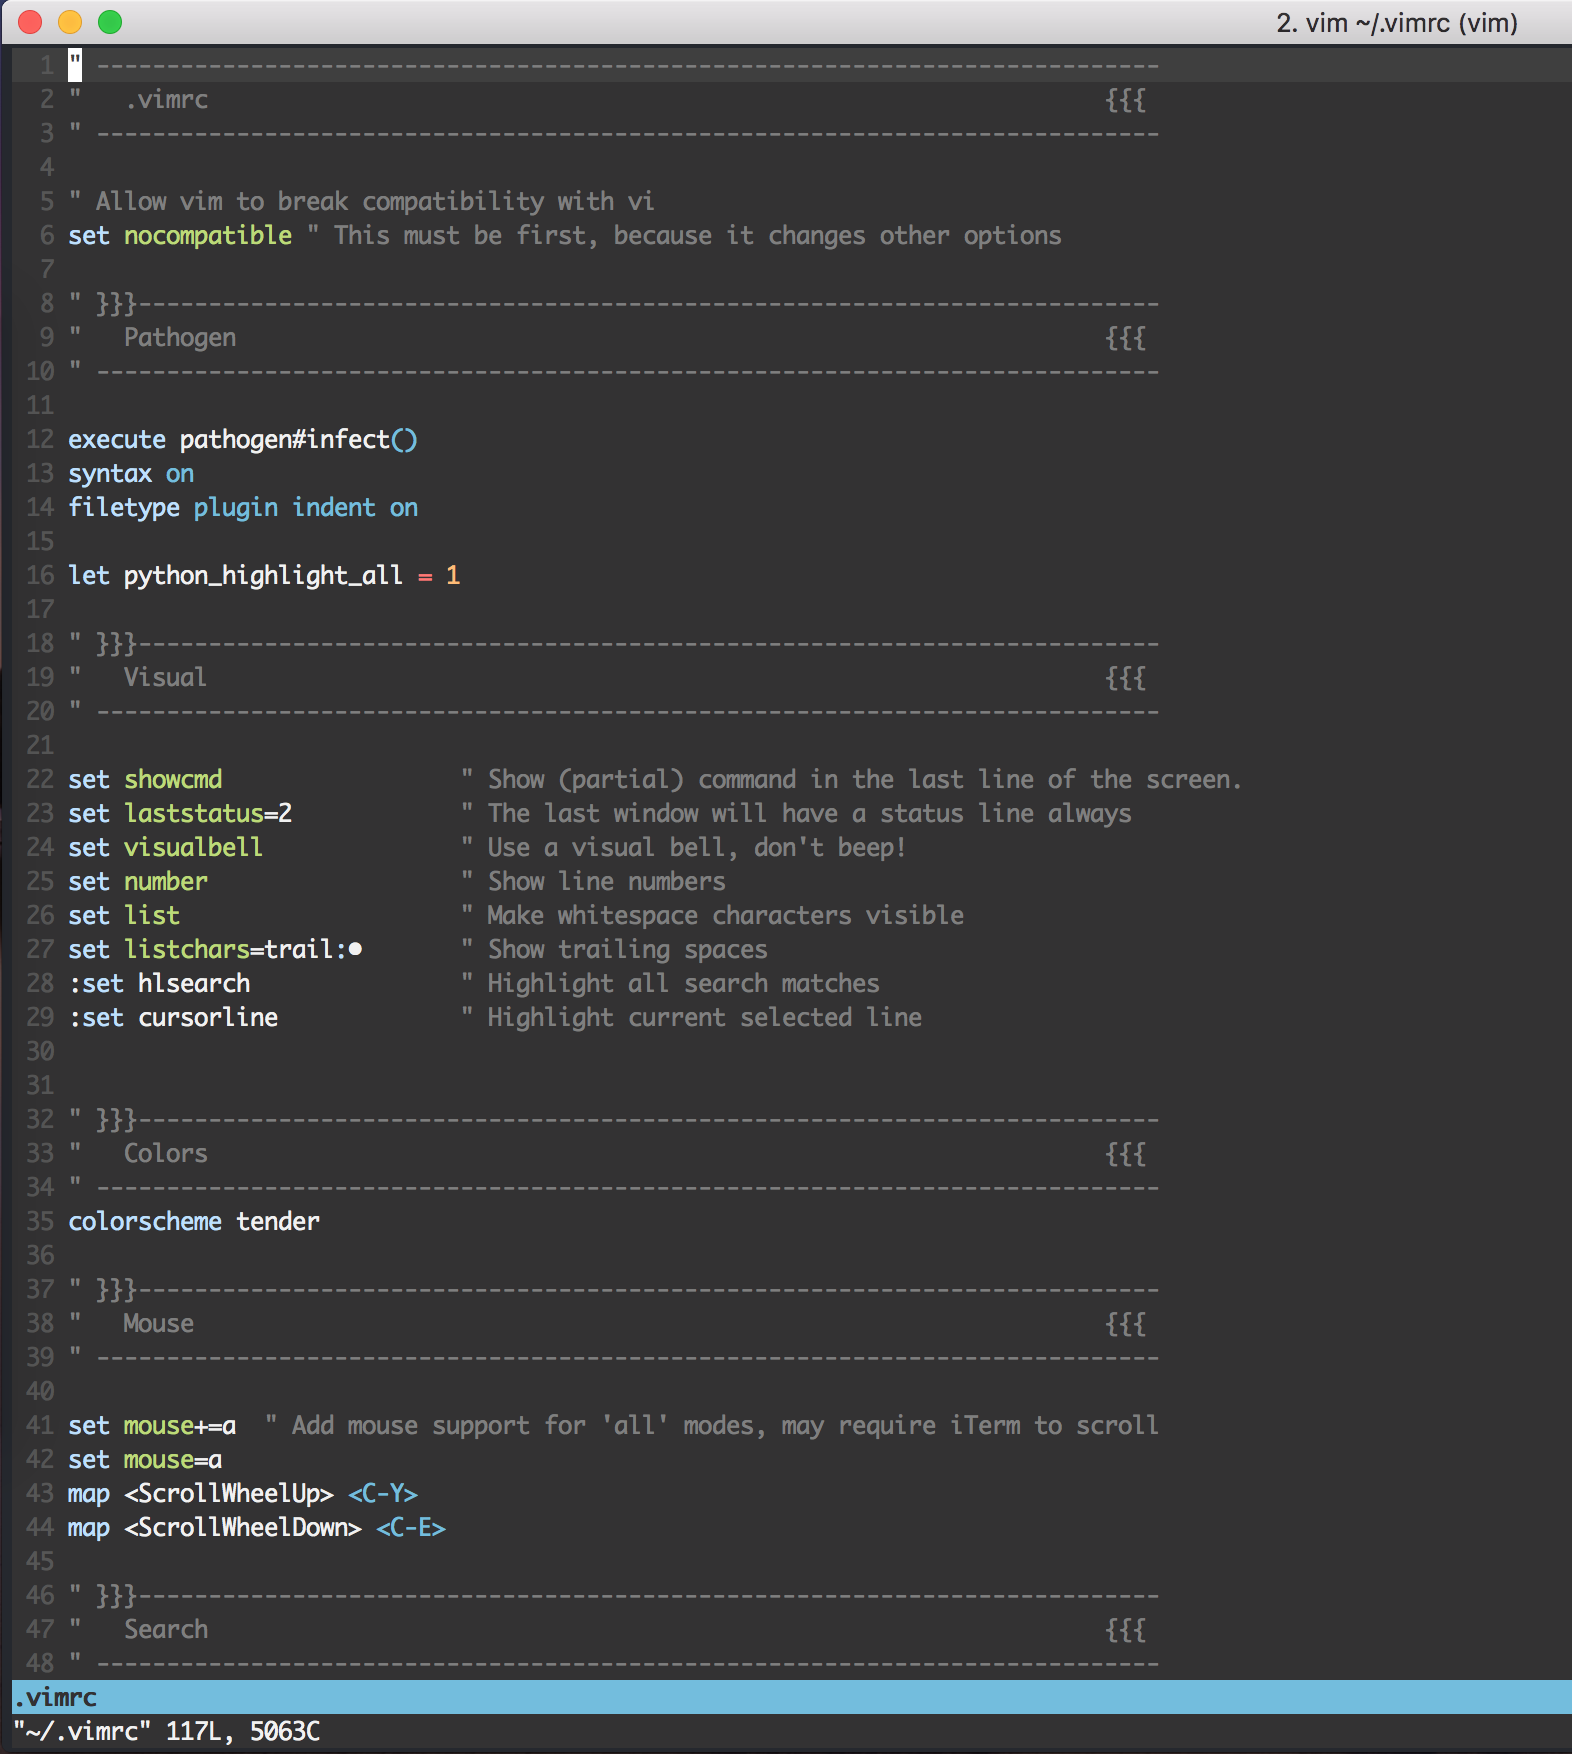 2. vim ~/.vimrc (vim)
1 " ----------------------------------------------------------------------------
2 "   .vimrc                                                                {{{
3 " ----------------------------------------------------------------------------
4
5 " Allow vim to break compatibility with vi
6 set nocompatible " This must be first, because it changes other options
7
8 " }}}-------------------------------------------------------------------------
9 "   Pathogen                                                              {{{
10 " ----------------------------------------------------------------------------
11
12 execute pathogen#infect()
13 syntax on
14 filetype plugin indent on
15
16 let python_highlight_all = 1
17
18 " }}}-------------------------------------------------------------------------
19 "   Visual                                                                {{{
20 " ----------------------------------------------------------------------------
21
22 set showcmd                 " Show (partial) command in the last line of the screen.
23 set laststatus=2            " The last window will have a status line always
24 set visualbell              " Use a visual bell, don't beep!
25 set number                  " Show line numbers
26 set list                    " Make whitespace characters visible
27 set listchars=trail:●       " Show trailing spaces
28 :set hlsearch               " Highlight all search matches
29 :set cursorline             " Highlight current selected line
30
31
32 " }}}-------------------------------------------------------------------------
33 "   Colors                                                                {{{
34 " ----------------------------------------------------------------------------
35 colorscheme tender
36
37 " }}}-------------------------------------------------------------------------
38 "   Mouse                                                                 {{{
39 " ----------------------------------------------------------------------------
40
41 set mouse+=a  " Add mouse support for 'all' modes, may require iTerm to scroll
42 set mouse=a
43 map <ScrollWheelUp> <C-Y>
44 map <ScrollWheelDown> <C-E>
45
46 " }}}-------------------------------------------------------------------------
47 "   Search                                                                {{{
48 " ----------------------------------------------------------------------------
.vimrc
"~/.vimrc" 117L, 5063C